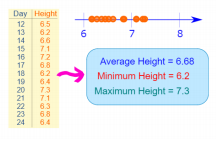 Day Height
12 6.5
13 6.2
14 6.6
15 7.1
16 7.2
17 6.8
18 6.2
19 6.4
20 7.3
21 7.1
22 6.3
23 6.8
24 6.4
6 7 8
Average Height = 6.68
Minimum Height = 6.2
Maximum Height = 7.3